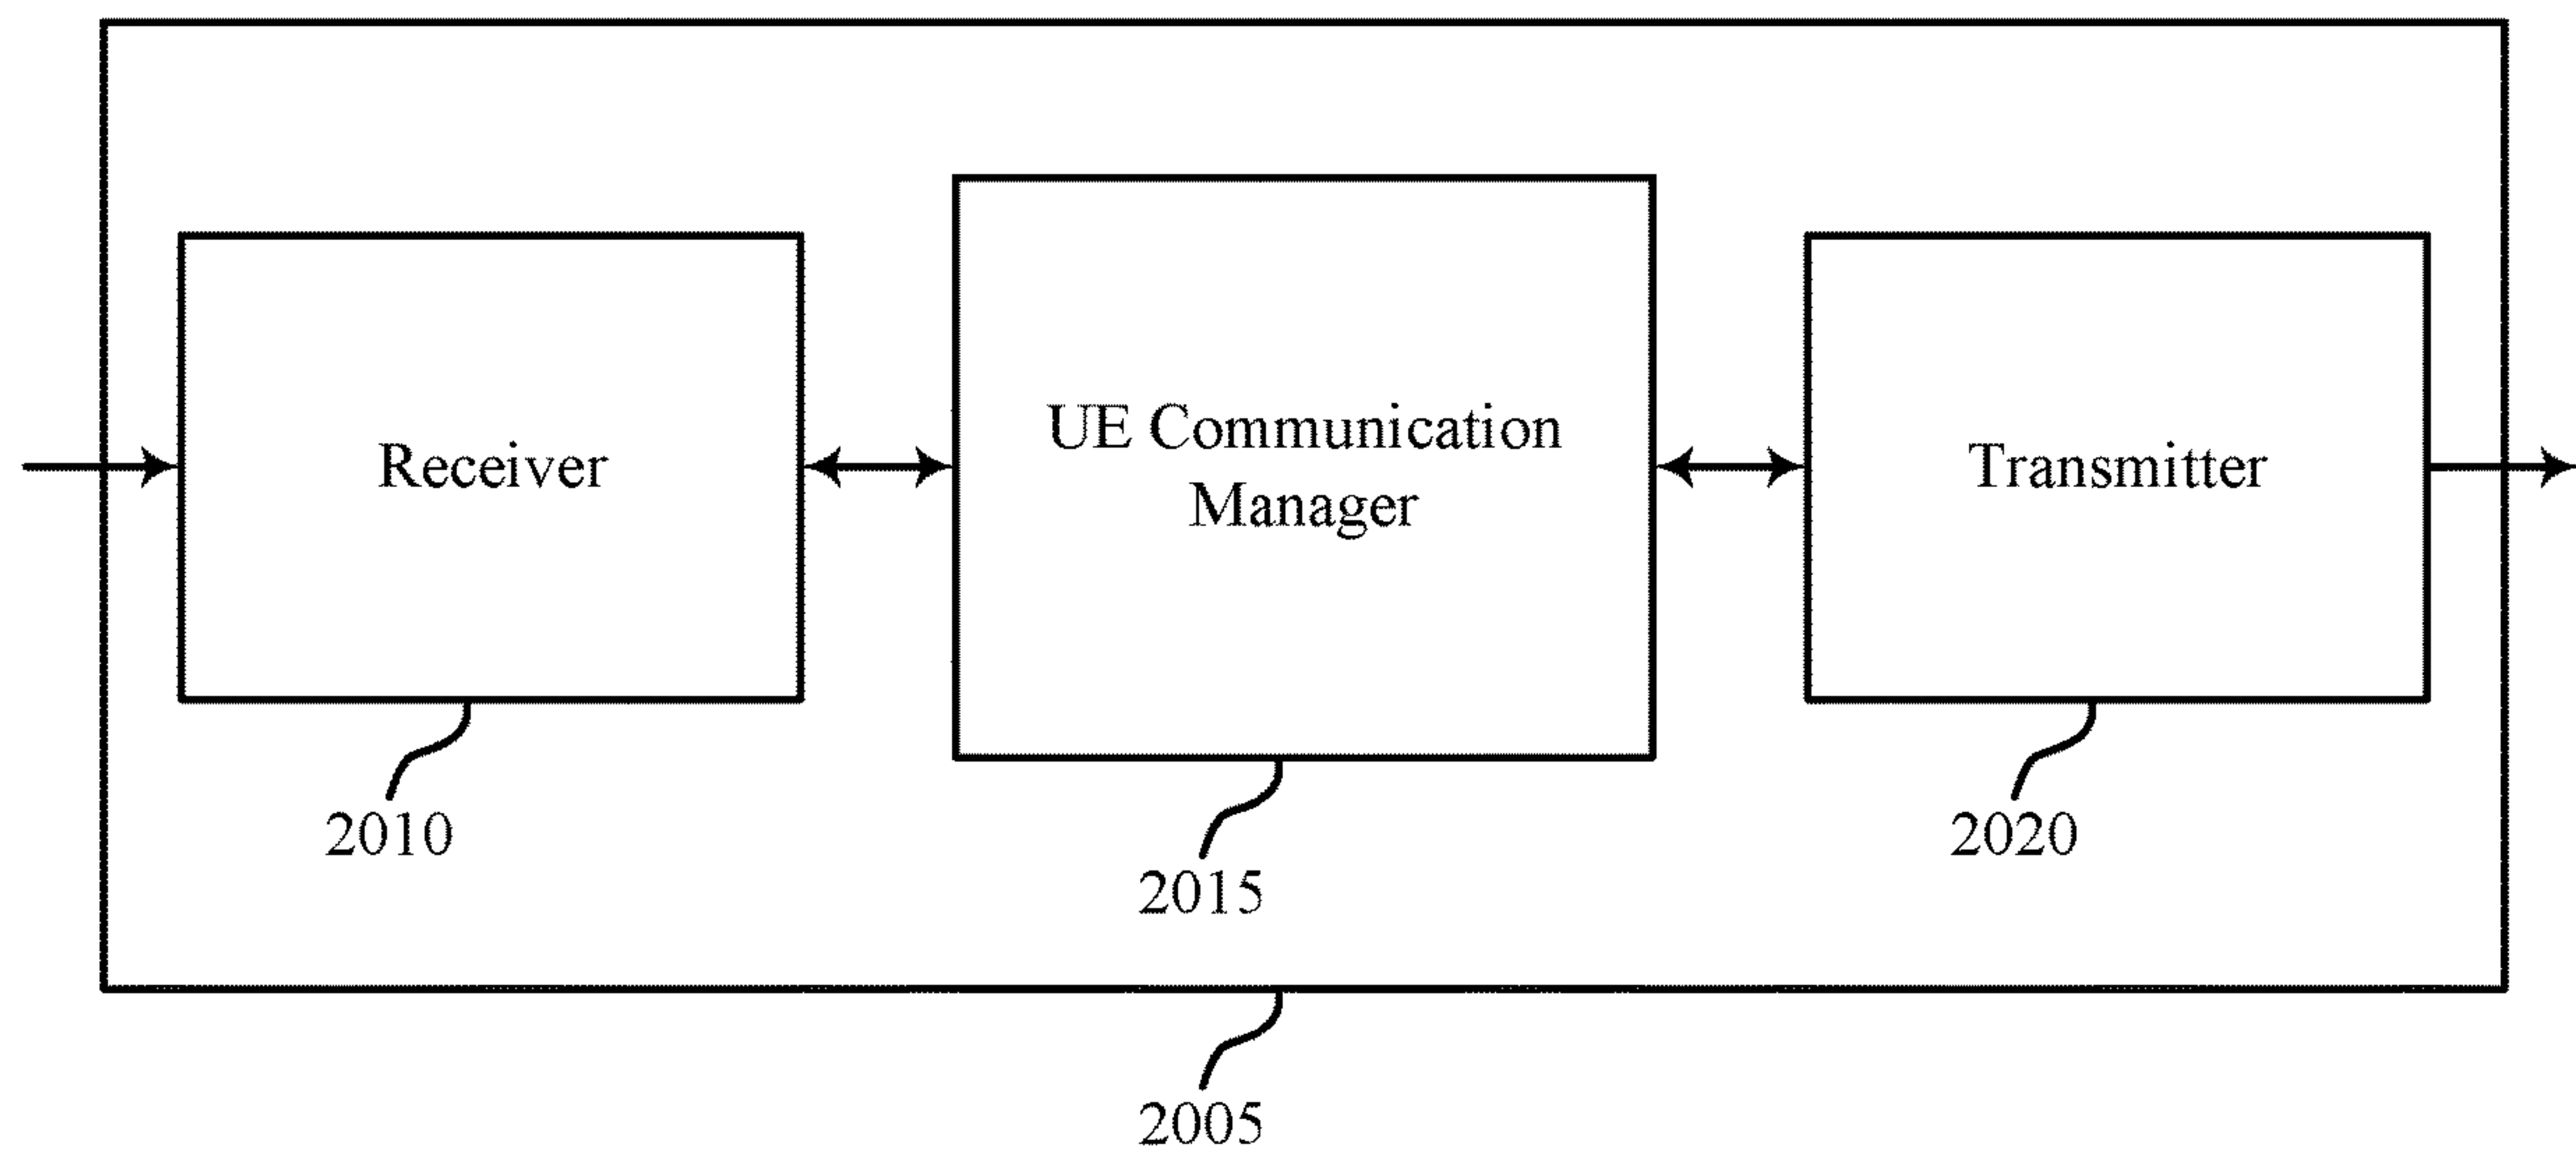 Receiver
UE Communication
Manager
Transmitter
2010
2015
2020
2005